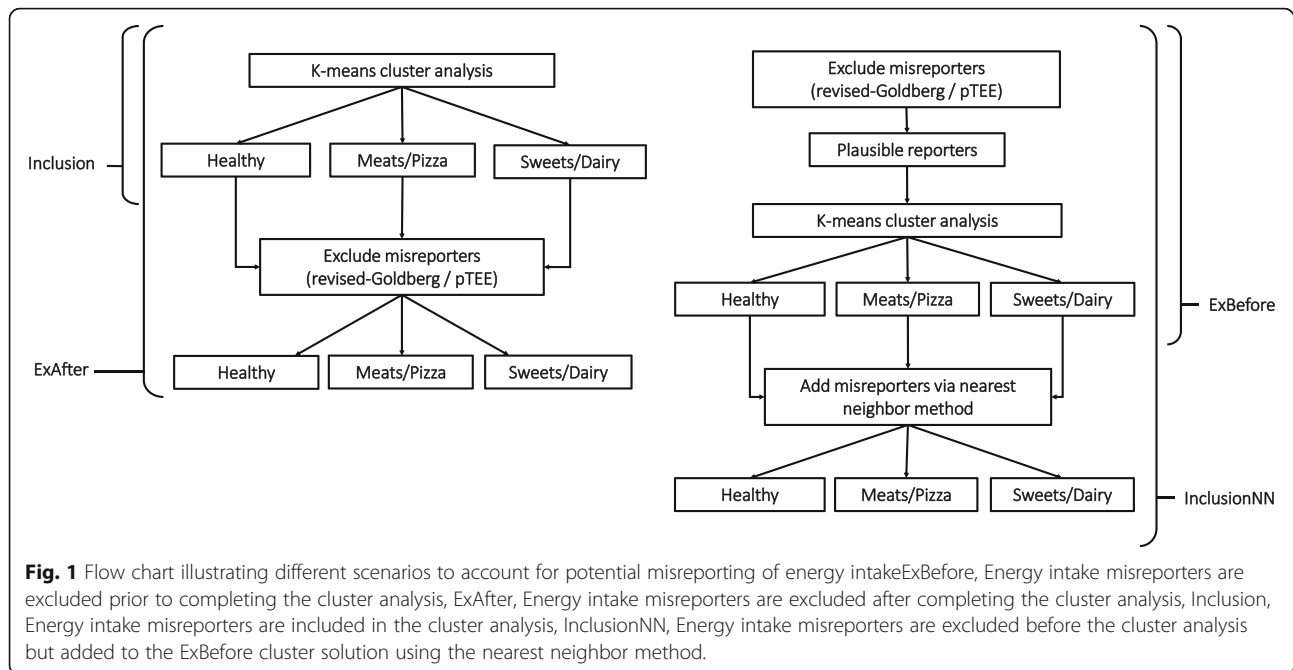 K-means cluster analysis
Inclusion
Healthy
Meats/Pizza
Sweets/Dairy
Exclude misreporters
(revised-Goldberg / pTEE)
ExAfter
Healthy
Meats/Pizza
Sweets/Dairy
Exclude misreporters
(revised-Goldberg / pTEE)
Plausible reporters
K-means cluster analysis
Healthy
Meats/Pizza
Sweets/Dairy
ExBefore
Add misreporters via nearest
neighbor method
Healthy
Meats/Pizza
Sweets/Dairy
InclusionNN
Fig. 1 Flow chart illustrating different scenarios to account for potential misreporting of energy intakeExBefore, Energy intake misreporters are
excluded prior to completing the cluster analysis, ExAfter, Energy intake misreporters are excluded after completing the cluster analysis, Inclusion,
Energy intake misreporters are included in the cluster analysis, InclusionNN, Energy intake misreporters are excluded before the cluster analysis
but added to the ExBefore cluster solution using the nearest neighbor method.